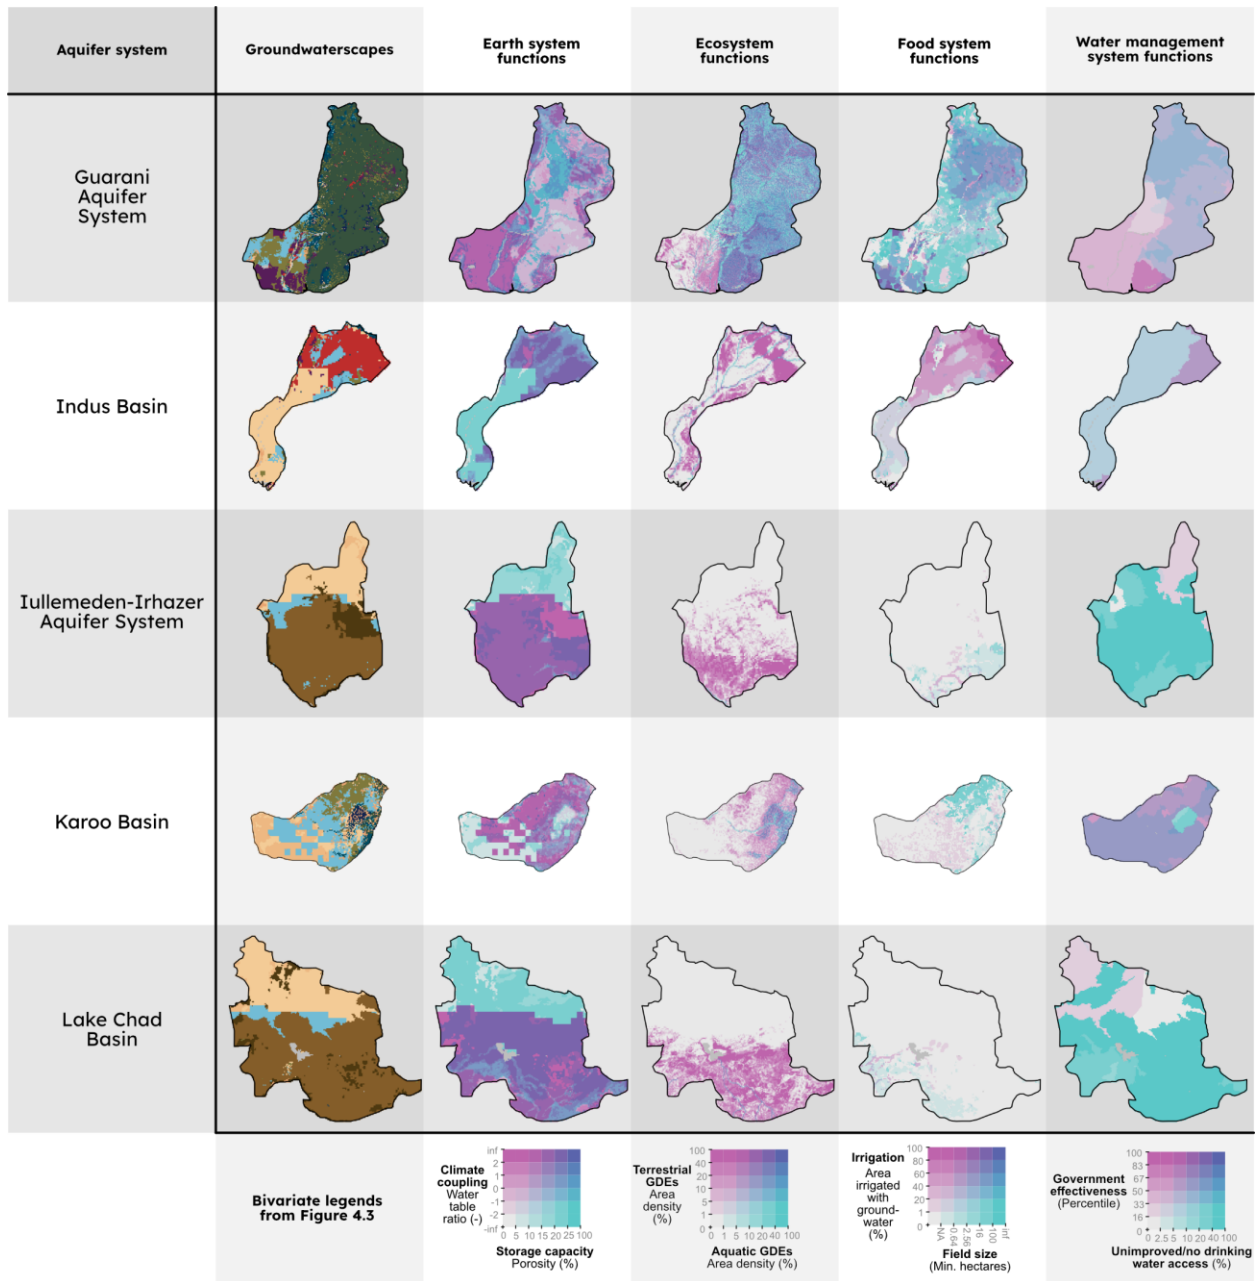 Aquifer system
Groundwaterscapes
Earth system
functions
Ecosystem
functions
Food system
functions
Water management
system functions
Guarani
Aquifer
System
Indus Basin
Iullemeden-Irhazer
Aquifer System
Karoo Basin
Lake Chad
Basin
Bivariate legends
from Figure 4.3
Climate
coupling
Water
table
ratio (-)
inf
2
1
0
-1
-2
-inf
0 5 10 15 20 25 100
Storage capacity
Porosity (%)
Terrestrial
GDEs
Area
density
(%)
100
40
20
10
5
1
0
0 1 5 10 20 40 100
Aquatic GDEs
Area density (%)
Irrigation
Area
irrigated
with
ground-
water
(%)
100
80
60
40
20
1
0
NA 0.64 2.56 16 100 inf
Field size
(Min. hectares)
Government
effectiveness
(Percentile)
100
83
67
50
33
16
0
0 2.5 5 10 20 40 100
Unimproved/no drinking
water access (%)